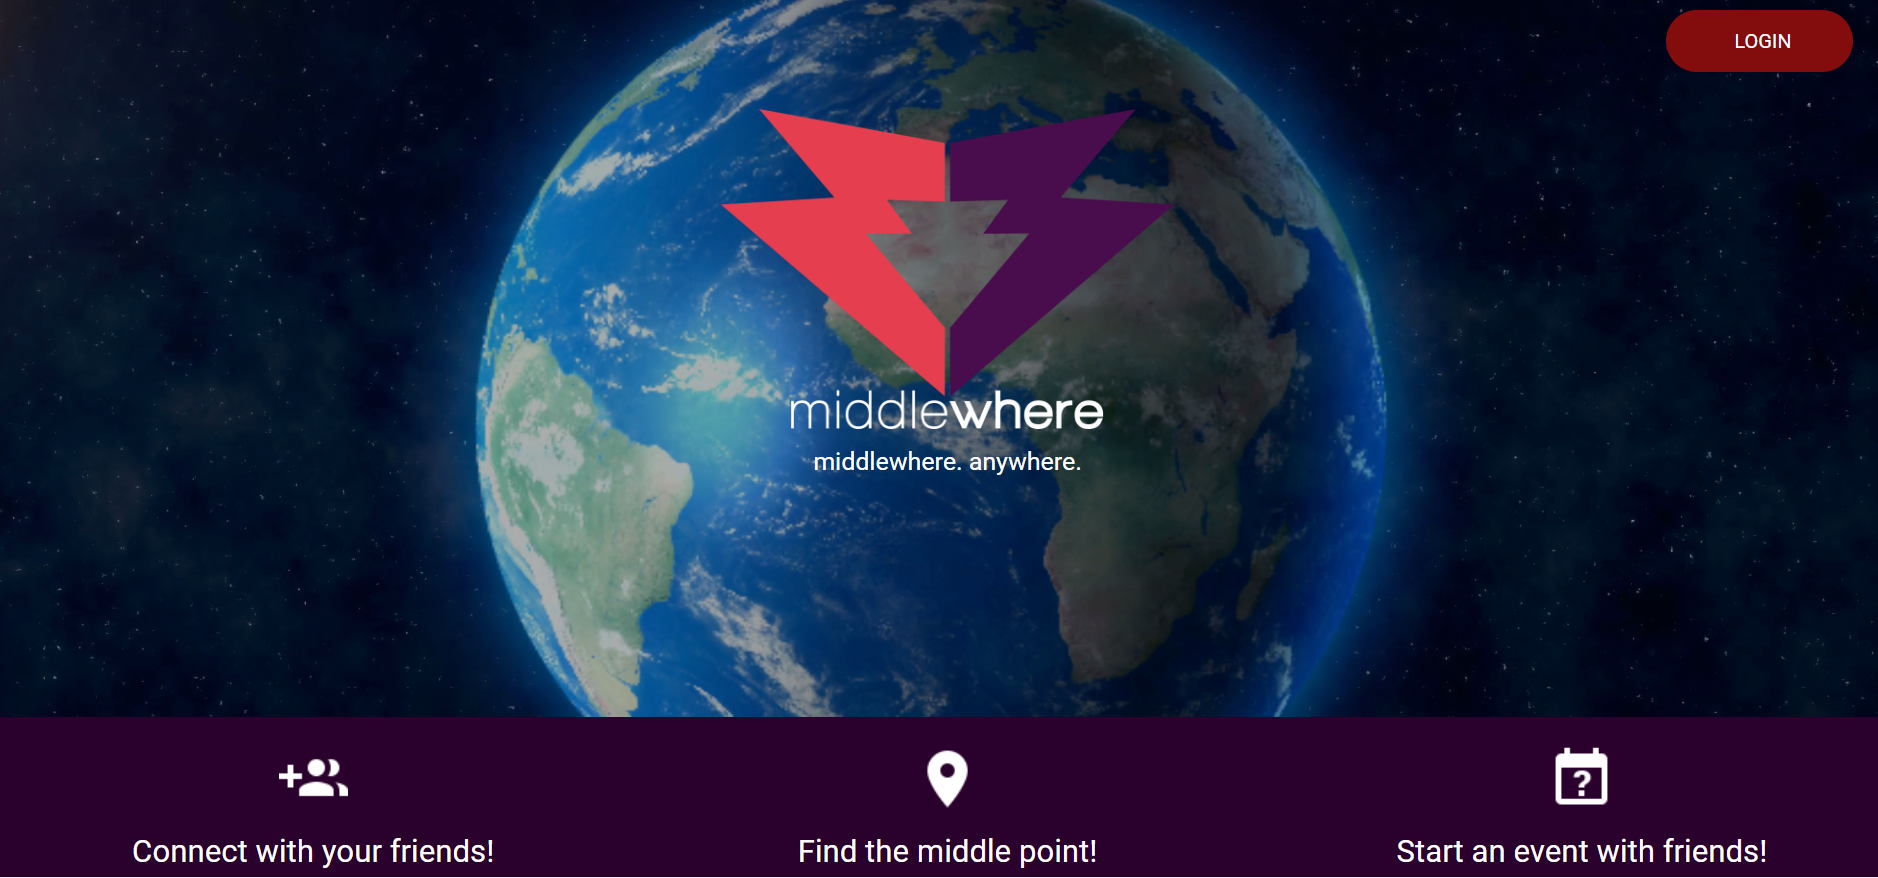 LOGIN
middlewhere
middlewhere. anywhere.
?
Connect with your friends!
Find the middle point!
Start an event with friends!